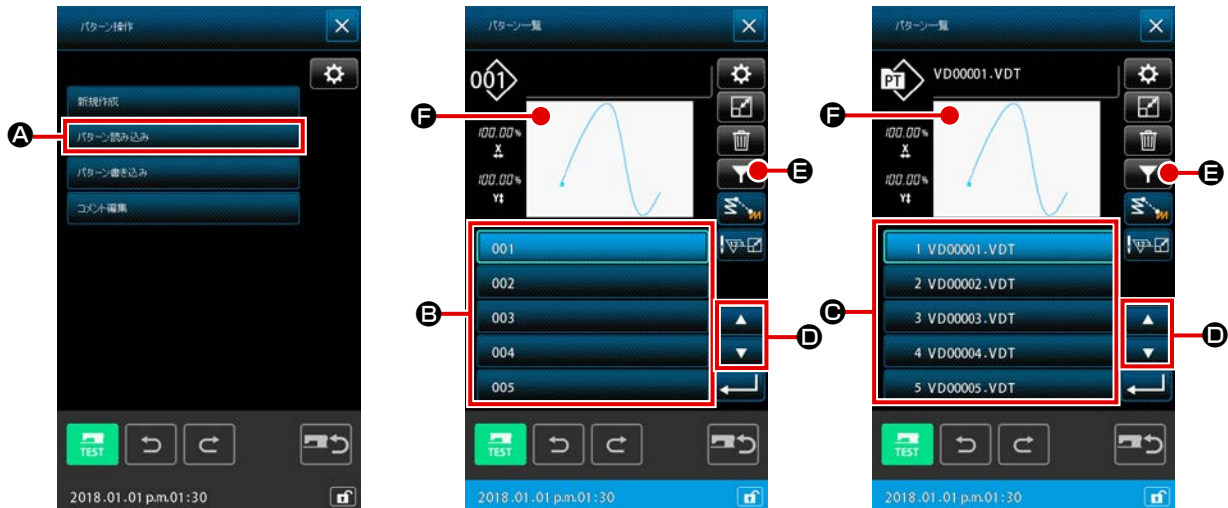 パターン操作
新規作成
A
パターン読み込み
パターン書き込み
コメント編集
TEST
2018.01.01 p.m.01:30
パターン一覧
001
F
100.00%
X
100.00%
Y
E
001
002
B
003
D
004
005
TEST
2018.01.01 p.m.01:30
パターン一覧
PT
VD00001.VDT
F
100.00%
X
100.00%
Y
E
1 VD00001.VDT
2 VD00002.VDT
C
3 VD00003.VDT
D
4 VD00004.VDT
5 VD00005.VDT
TEST
2018.01.01 p.m.01:30